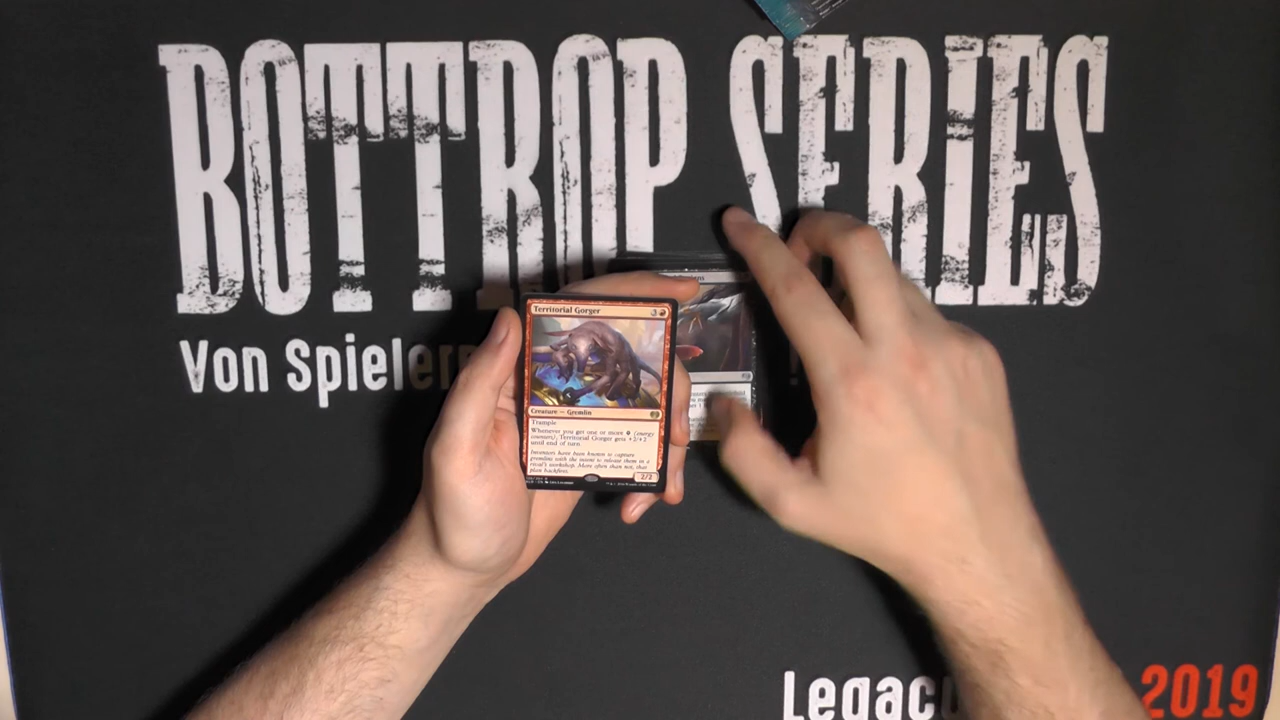 BOTTROP SERIES
Von Spielern
Territorial Gorger 3
Creature — Gremlin
Trample
Whenever you get one or more (energy
counters), Territorial Gorger gets +2/+2
until end of turn.
Inventors have been known to capture
gremlins with the intent to release them in a
rival's workshop. More often than not, that
plan backfires.
2/2
Legacy 2019